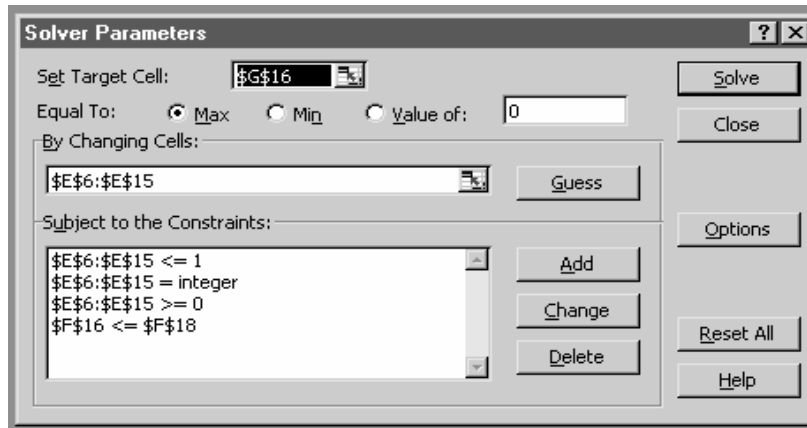 Solver Parameters
Set Target Cell: $G$16 Solve
Equal To: Max Min Value of: 0 Close
By Changing Cells:
$E$6:$E$15 Guess
Subject to the Constraints: Options
$E$6:$E$15 <= 1 Add
$E$6:$E$15 = integer
$E$6:$E$15 >= 0 Change
$F$16 <= $F$18
Reset All
Delete
Help